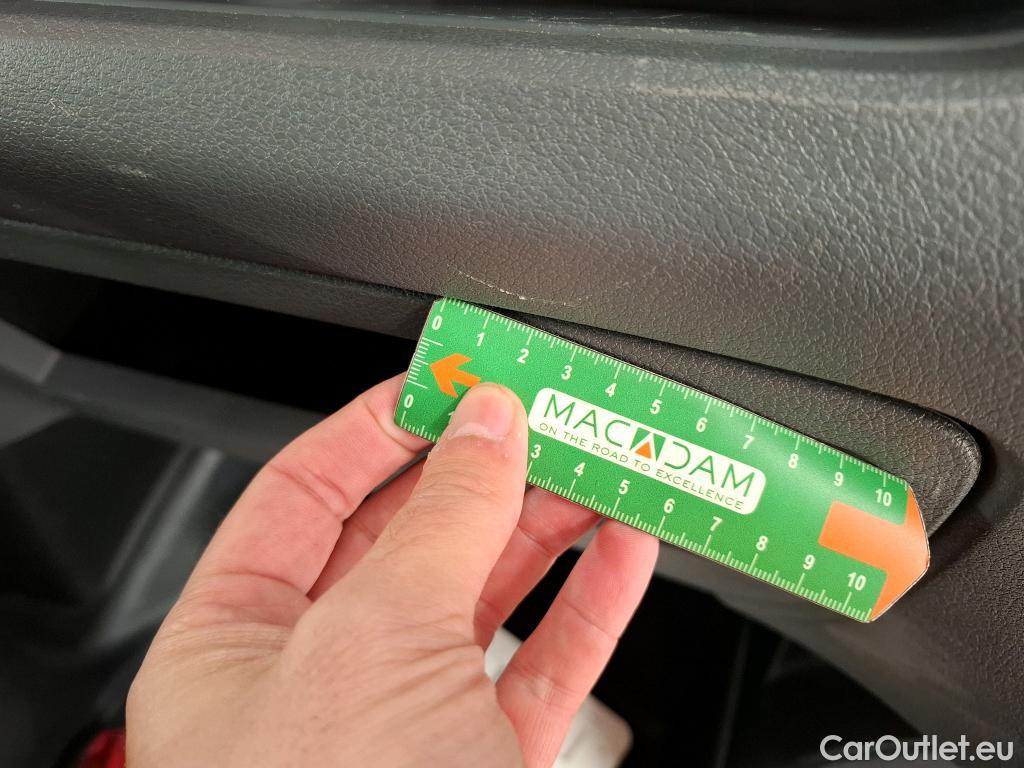 0 1 2 3 4 5 6 7 8 9 10
MACADAM
ON THE ROAD TO EXCELLENCE
0 1 3 4 5 6 7 8 9 10
CarOutlet.eu